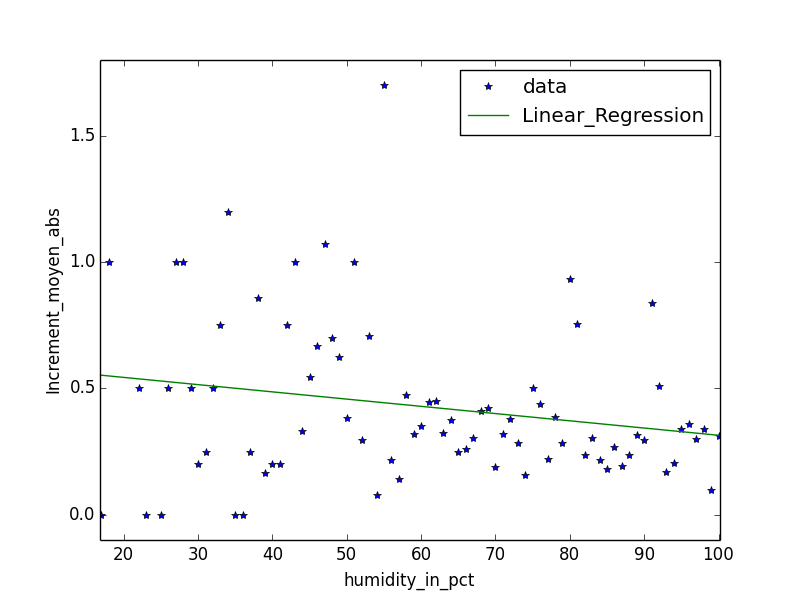 data
Linear_Regression
1.5
1.0
0.5
0.0
Increment_moyen_abs
20 30 40 50 60 70 80 90 100
humidity_in_pct